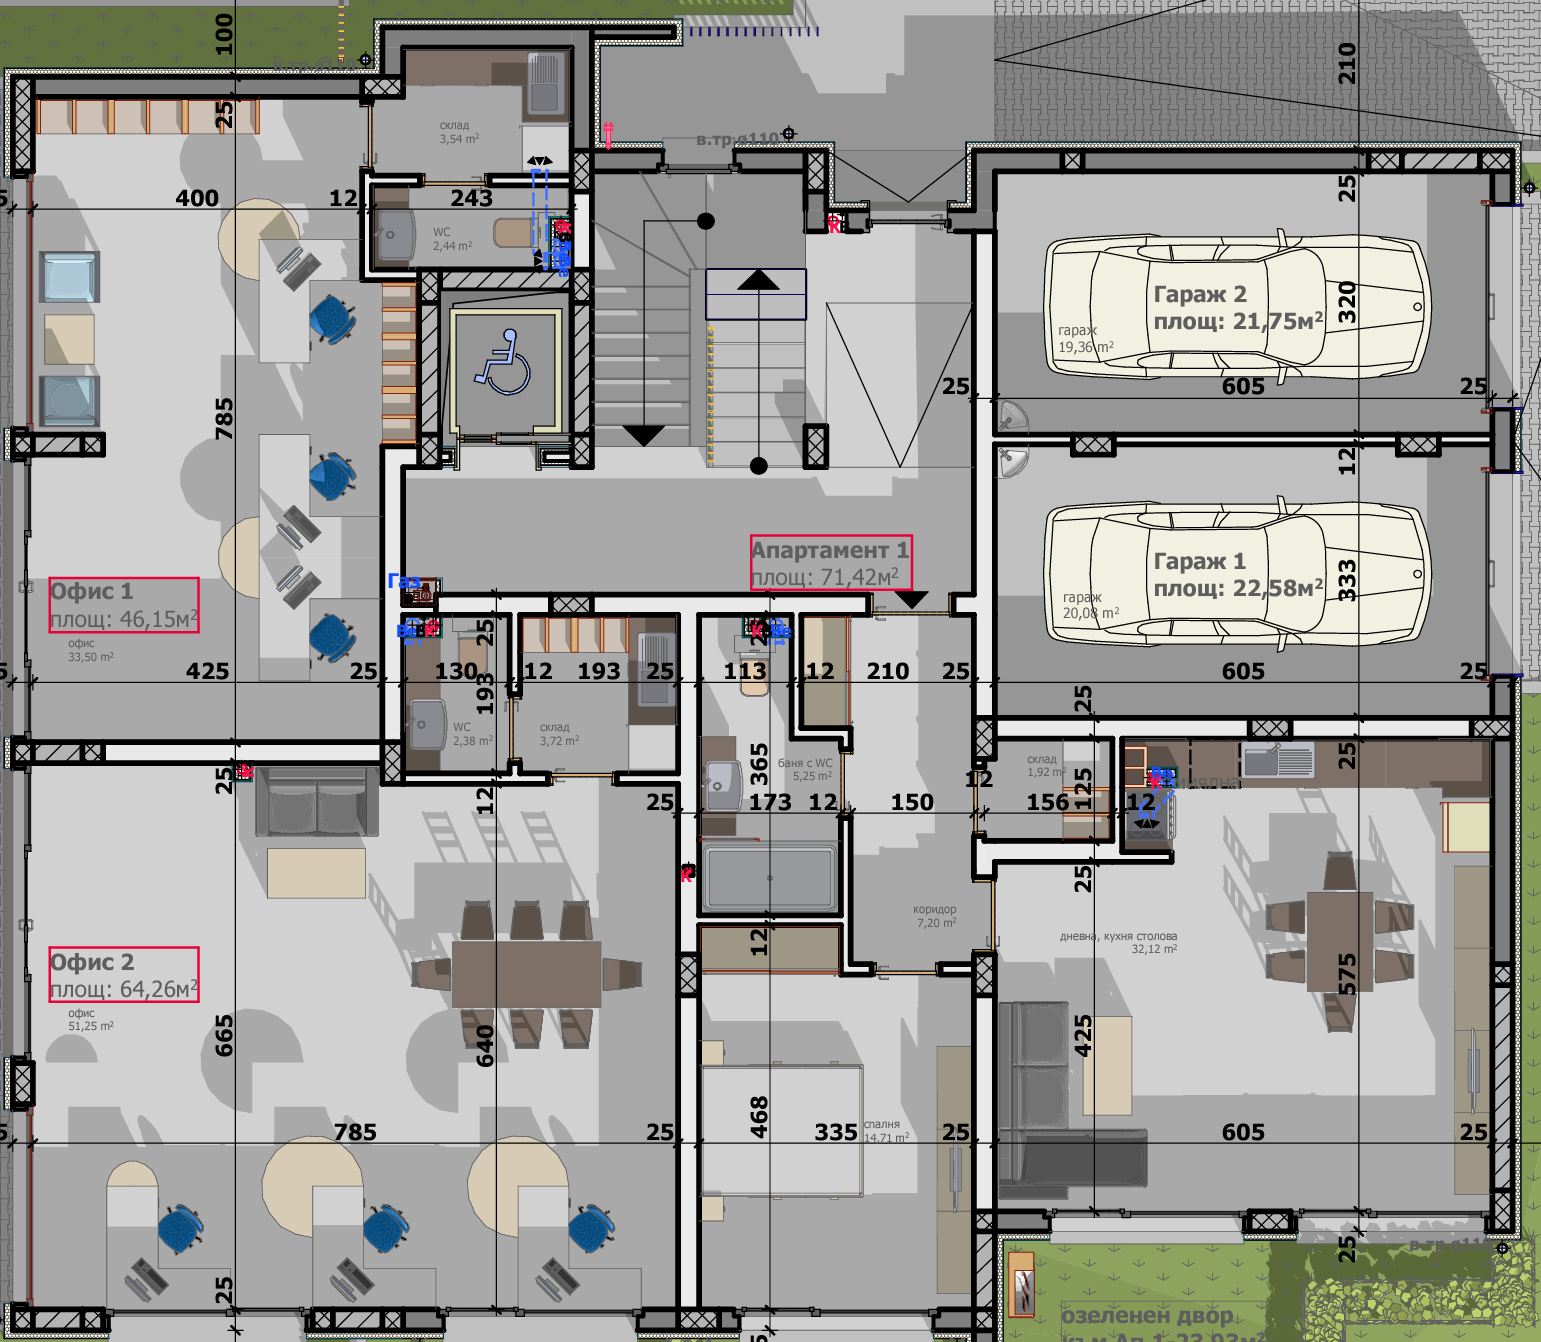 100
210
25
в.тр.ø110
склад
3,54 m²
400
12
243
WC
2,44 m²
25
320
Гараж 2
площ: 21,75м²
гараж
19,36 m²
25
605
25
785
12
Апартамент 1
площ: 71,42м²
Гараж 1
площ: 22,58м²
гараж
20,08 m²
333
Газ
Офис 1
площ: 46,15м²
офис
33,50 m²
425
25
130
12
193
25
113
12
210
25
605
25
25
193
25
WC
2,38 m²
склад
3,72 m²
25
12
365
баня с WC
5,25 m²
25
173
12
150
12
склад
1,92 m²
156
125
12
25
25
12
коридор
7,20 m²
дневна, кухня столова
32,12 m²
Офис 2
площ: 64,26м²
офис
51,25 m²
665
640
425
575
785
25
468
335
спалня
14.71 m²
25
605
25
25
25
в.тр.ø110
озеленен двор
към Ап.1-23,93м²